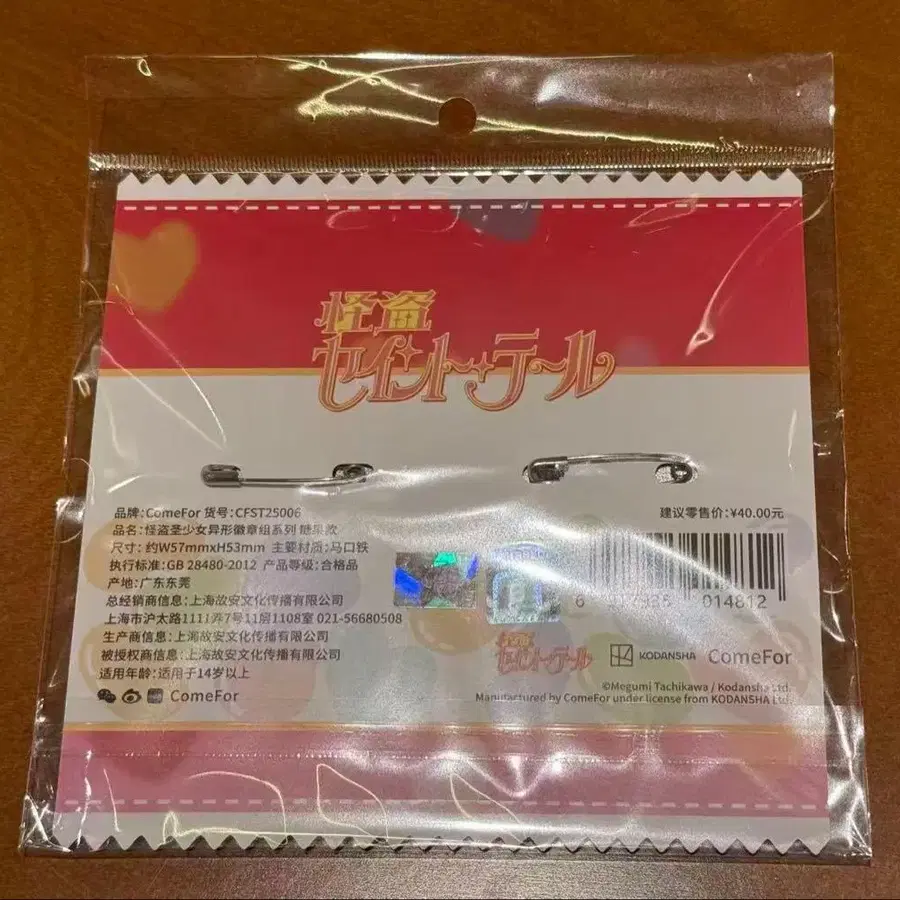 怪盗
セイント・テール
品牌:ComeFor 货号:CFST25006
品名:怪盗圣少女异形徽章组系列 糖果款
尺寸: 约W57mmxH53mm 主要材质:马口铁
执行标准:GB 28480-2012 产品等级:合格品
产地:广东东莞
总经销商信息:上海故安文化传播有限公司
上海市沪太路1111弄7号11层1108室 021-56680508
生产商信息:上海故安文化传播有限公司
被授权商信息:上海故安文化传播有限公司
适用年龄:适用于14岁以上
ComeFor
建议零售价:¥40.00元
014812
怪盗
セイント・テール
KODANSHA ComeFor
©Megumi Tachikawa / Kodansha Ltd.
Manufactured by ComeFor under license from KODANSHA Ltd.